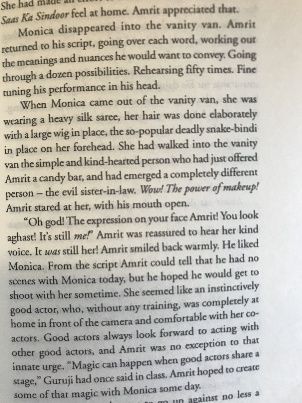 She had made
Saas Ka Sindoor feel at home. Amrit appreciated that.
Monica disappeared into the vanity van. Amrit
returned to his script, going over each word, working out
the meanings and nuances he would want to convey. Going
through a dozen possibilities. Rehearsing fifty times. Fine
tuning his performance in his head.
When Monica came out of the vanity van, she was
wearing a heavy silk saree, her hair was done elaborately
with a large wig in place, the so-popular deadly snake-bindi
in place on her forehead. She had walked into the vanity
van the simple and kind-hearted person who had just offered
Amrit a candy bar, and had emerged a completely different
person – the evil sister-in-law. Wow! The power of makeup!
Amrit stared at her, with his mouth open.
"Oh god! The expression on your face Amrit! You look
aghast! It's still me!" Amrit was reassured to hear her kind
voice. It was still her! Amrit smiled back warmly. He liked
Monica. From the script Amrit could tell that he had no
scenes with Monica today, but he hoped he would get to
shoot with her sometime. She seemed like an instinctively
good actor, who, without any training, was completely at
home in front of the camera and comfortable with her co-
actors. Good actors always look forward to acting with
other good actors, and Amrit was no exception to that
innate urge. "Magic can happen when good actors share a
stage," Guruji had once said in class. Amrit hoped to create
some of that magic with Monica some day.
up against no less a